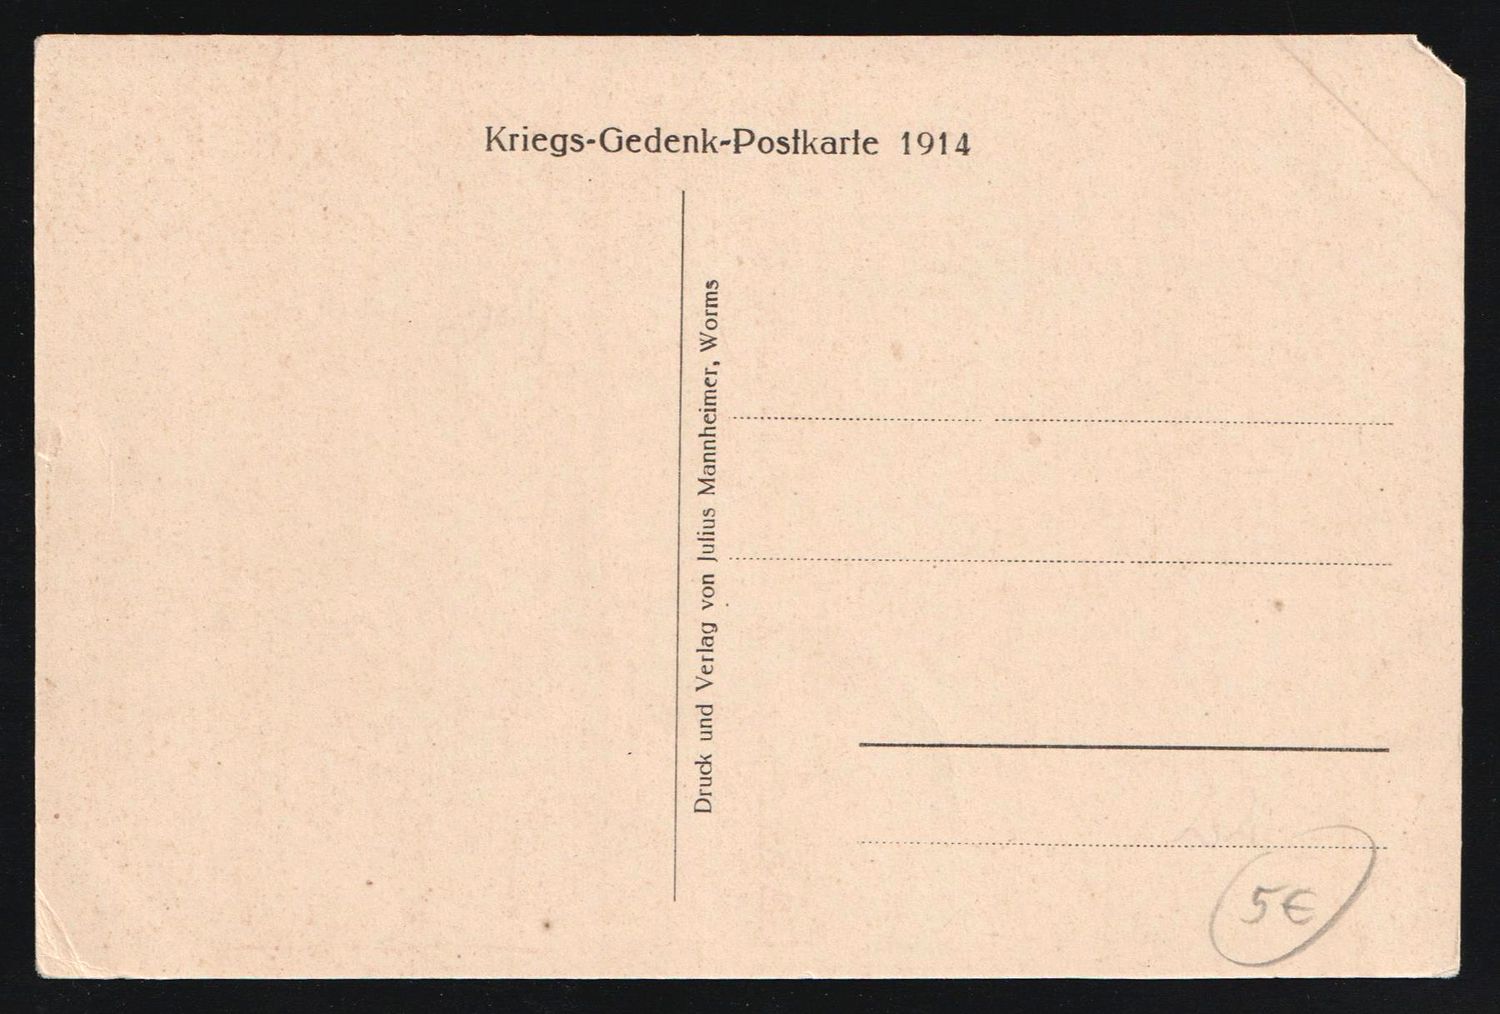 Kriegs-Gedenk-Postkarte 1914
Druck und Verlag von Julius Mannheimer, Worms
5€